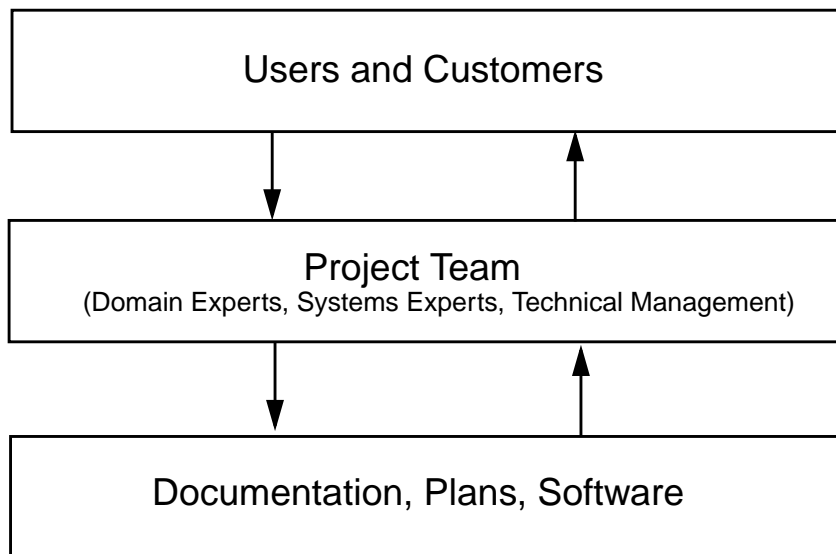 Users and Customers
Project Team
(Domain Experts, Systems Experts, Technical Management)
Documentation, Plans, Software